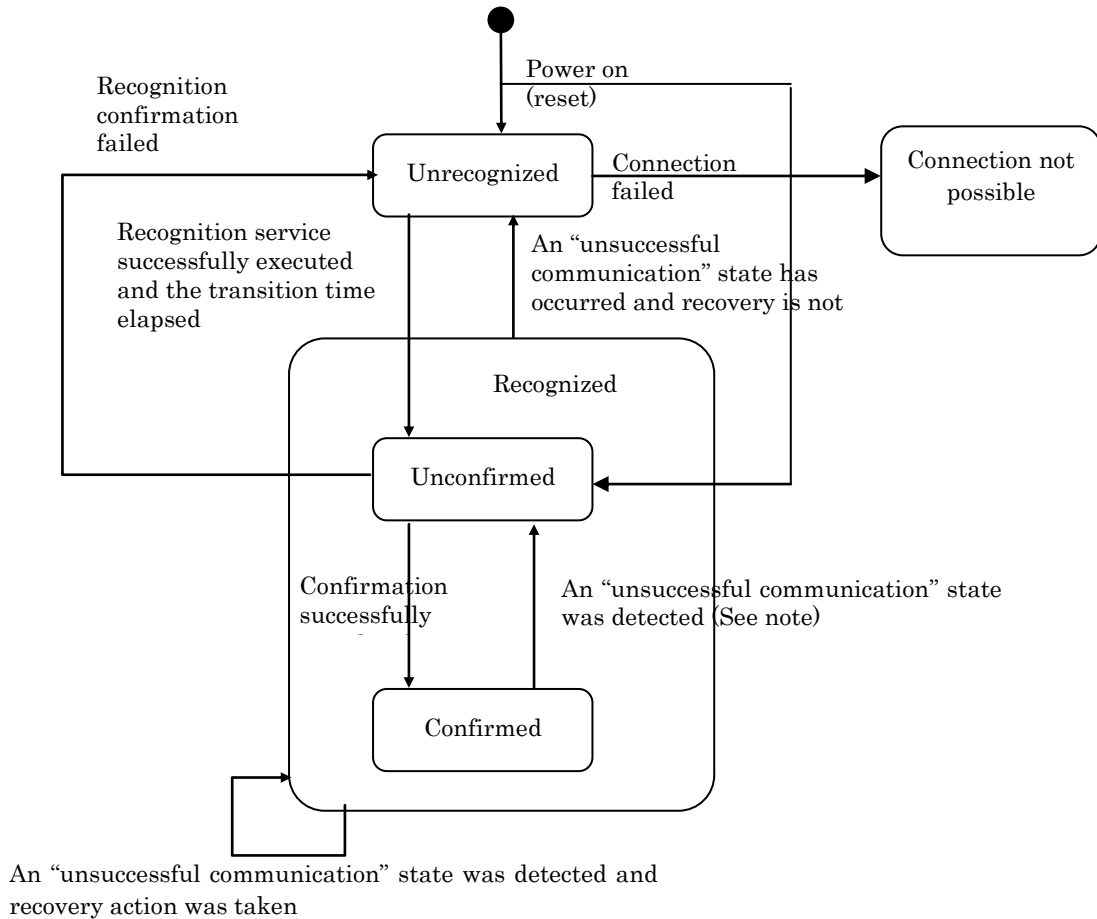 Power on
(reset)
Recognition
confirmation
failed
Unrecognized
Connection
failed
Connection not
possible
Recognition service
successfully executed
and the transition time
elapsed
An “unsuccessful
communication” state has
occurred and recovery is not
Recognized
Unconfirmed
Confirmation
successfully
An “unsuccessful communication” state
was detected (See note)
Confirmed
An “unsuccessful communication” state was detected and
recovery action was taken